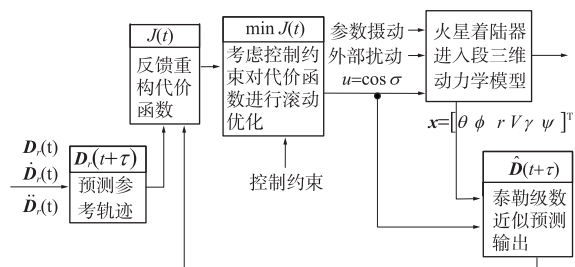 J(t)
反馈重
构代价
函数
min J(t)
考虑控制约
束对代价函
数进行滚动
优化
参数摄动
外部扰动
u=cosσ
火星着陆器
进入段三维
动力学模型
x=[θ ϕ r V γ ψ]ᵀ
控制约束
Dᵣ(t)
Ḋᵣ(t)
D̈ᵣ(t)
Dᵣ(t+τ)
预测参
考轨迹
D̂(t+τ)
泰勒级数
近似预测
输出